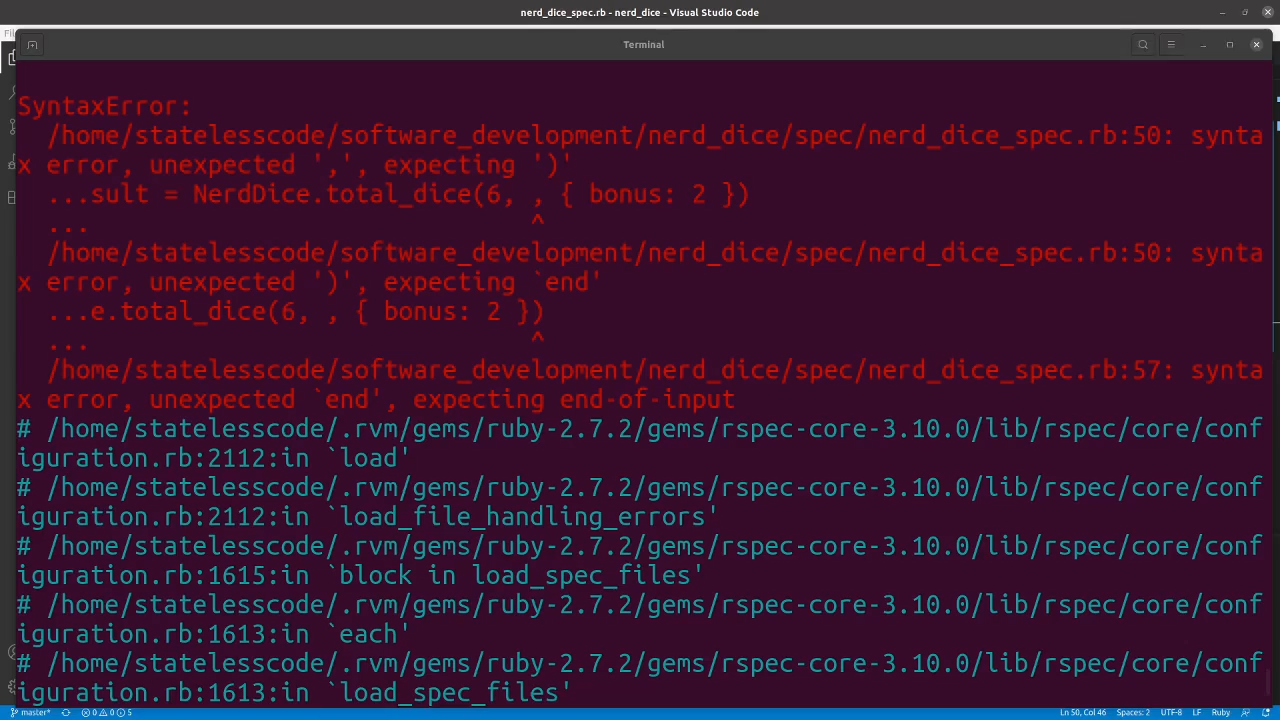 nerd_dice_spec.rb - nerd_dice - Visual Studio Code
Fil
Terminal
SyntaxError:
/home/statelesscode/software_development/nerd_dice/spec/nerd_dice_spec.rb:50: synta
x error, unexpected ',', expecting ')'
...sult = NerdDice.total_dice(6, , { bonus: 2 })
... ^
/home/statelesscode/software_development/nerd_dice/spec/nerd_dice_spec.rb:50: synta
x error, unexpected ')', expecting `end'
...e.total_dice(6, , { bonus: 2 })
... ^
/home/statelesscode/software_development/nerd_dice/spec/nerd_dice_spec.rb:57: synta
x error, unexpected `end', expecting end-of-input
# /home/statelesscode/.rvm/gems/ruby-2.7.2/gems/rspec-core-3.10.0/lib/rspec/core/conf
iguration.rb:2112:in `load'
# /home/statelesscode/.rvm/gems/ruby-2.7.2/gems/rspec-core-3.10.0/lib/rspec/core/conf
iguration.rb:2112:in `load_file_handling_errors'
# /home/statelesscode/.rvm/gems/ruby-2.7.2/gems/rspec-core-3.10.0/lib/rspec/core/conf
iguration.rb:1615:in `block in load_spec_files'
# /home/statelesscode/.rvm/gems/ruby-2.7.2/gems/rspec-core-3.10.0/lib/rspec/core/conf
iguration.rb:1613:in `each'
# /home/statelesscode/.rvm/gems/ruby-2.7.2/gems/rspec-core-3.10.0/lib/rspec/core/conf
iguration.rb:1613:in `load_spec_files'
master* 0 0 5 Ln 50, Col 46 Spaces: 2 UTF-8 LF Ruby